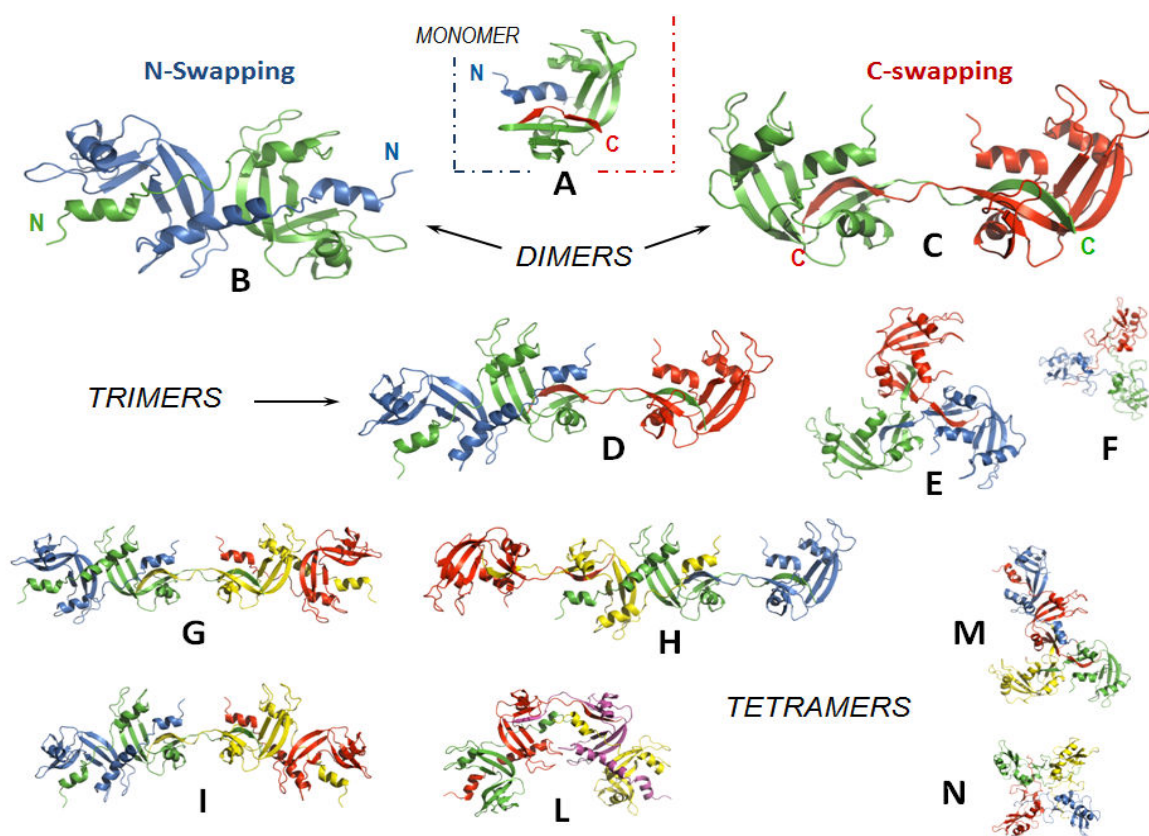 MONOMER
N-Swapping
C-swapping
N
N
C
A
N
B
DIMERS
C
C
C
TRIMERS
D
E
F
G
H
M
TETRAMERS
I
L
N